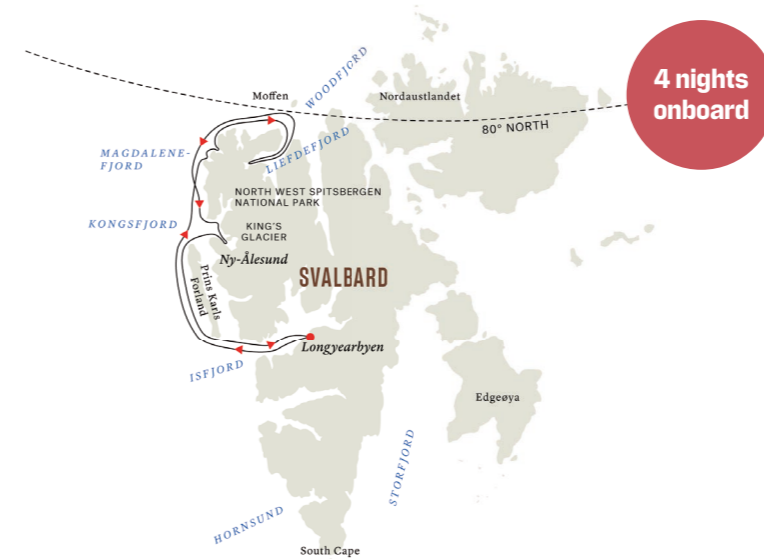 4 nights
onboard
WOODFJORD
Moffen
Nordaustlandet
80° NORTH
MAGDALENE-
FJORD
LIEFDEFJORD
NORTH WEST SPITSBERGEN
NATIONAL PARK
KONGSFJORD
KING'S
GLACIER
Ny-Ålesund
SVALBARD
Prins Karls
Forland
Longyearbyen
ISFJORD
Edgeøya
STORFJORD
HORNSUND
South Cape